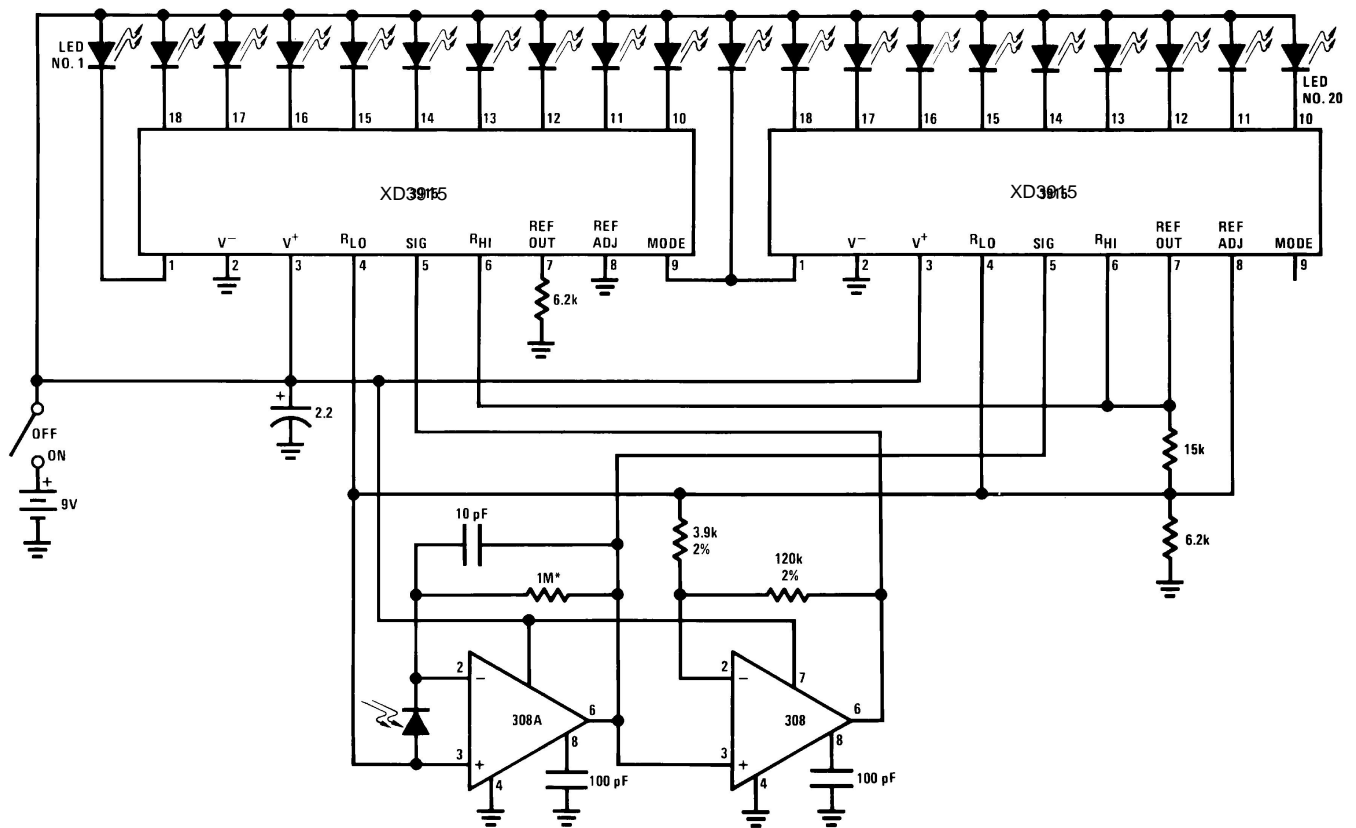 LED
NO. 1
LED
NO. 20
18 17 16 15 14 13 12 11 10
18 17 16 15 14 13 12 11 10
XD3915
XD3915
V− V+ RLO SIG RHI REF OUT REF ADJ MODE
V− V+ RLO SIG RHI REF OUT REF ADJ MODE
1 2 3 4 5 6 7 8 9
1 2 3 4 5 6 7 8 9
6.2k
+
2.2
OFF
ON
+
9V
15k
10 pF
3.9k
2%
120k
2%
6.2k
1M*
2 − 308A 6
3 + 8
4
100 pF
2 − 7
308 6
3 + 8
4
100 pF